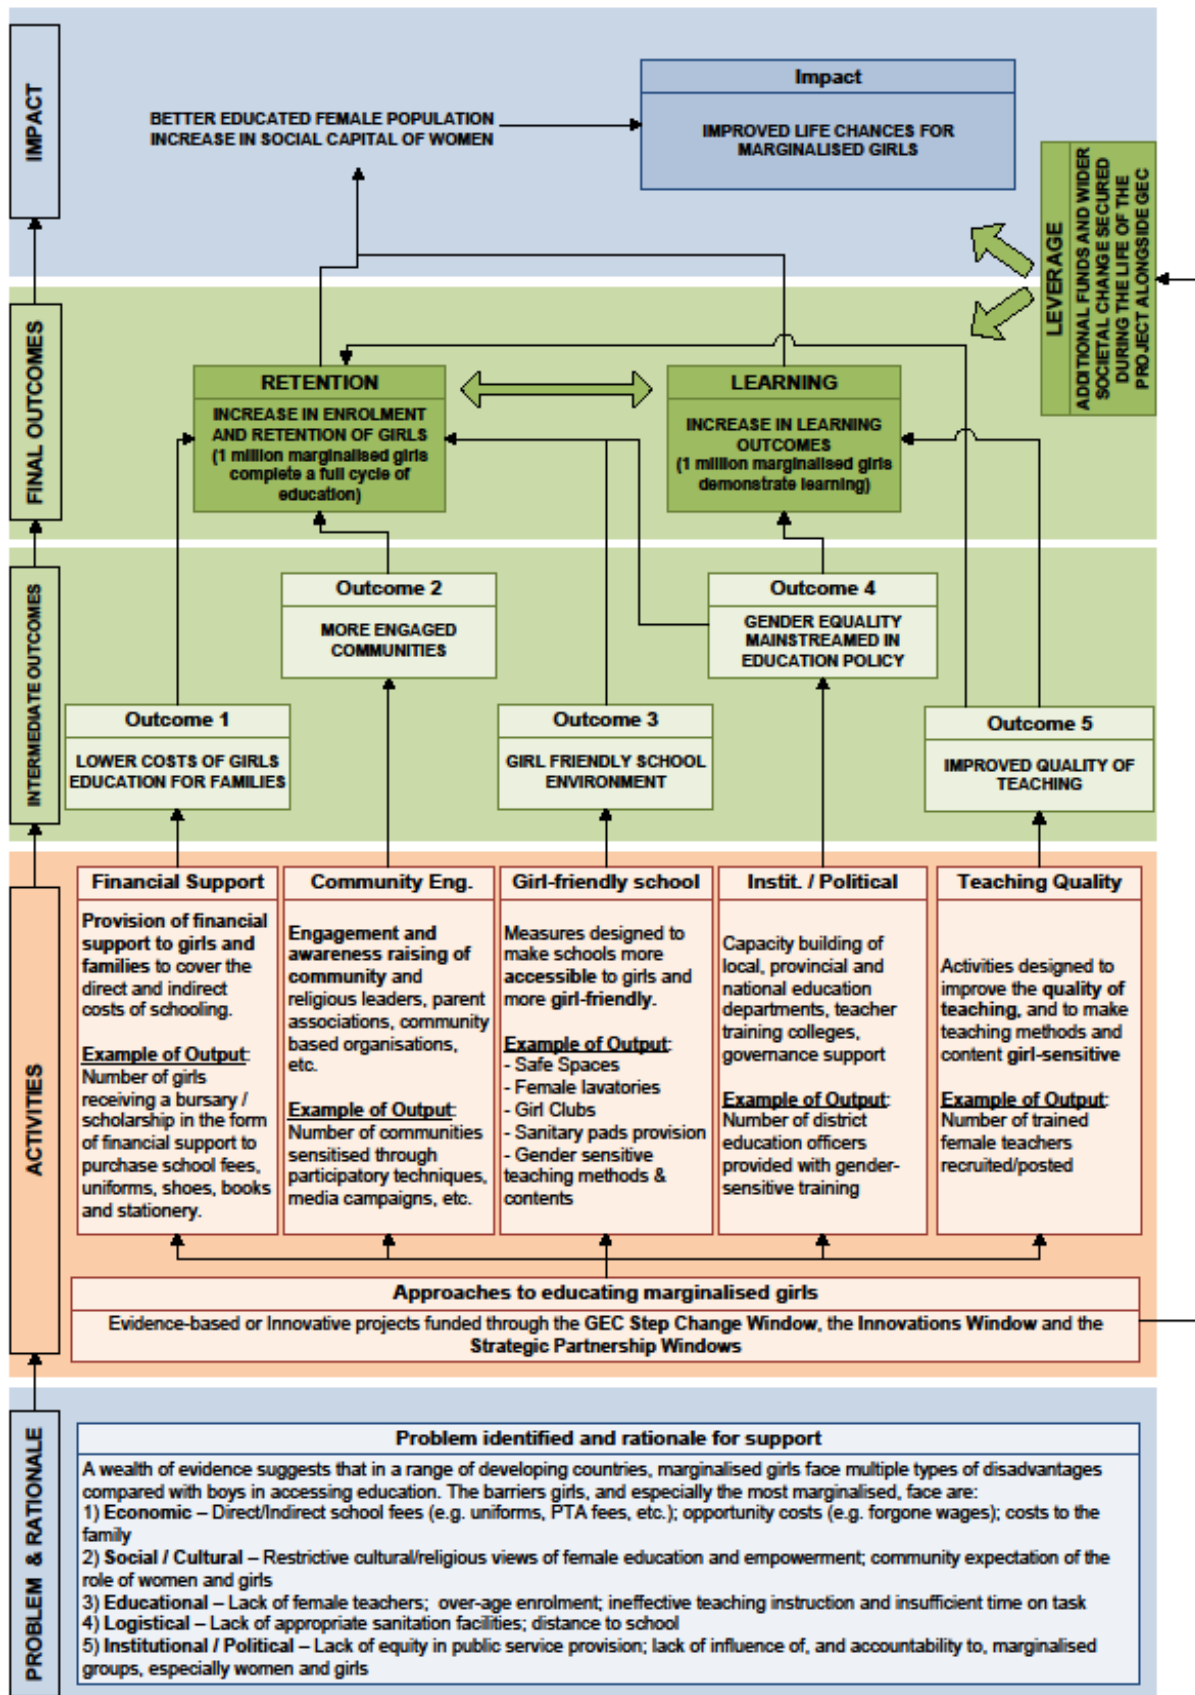 IMPACT
Impact
BETTER EDUCATED FEMALE POPULATION
INCREASE IN SOCIAL CAPITAL OF WOMEN
IMPROVED LIFE CHANCES FOR
MARGINALISED GIRLS
LEVERAGE
ADDITIONAL FUNDS AND WIDER
SOCIETAL CHANGE SECURED
DURING THE LIFE OF THE
PROJECT ALONGSIDE GEC
FINAL OUTCOMES
RETENTION
INCREASE IN ENROLMENT
AND RETENTION OF GIRLS
(1 million marginalised girls
complete a full cycle of
education)
LEARNING
INCREASE IN LEARNING
OUTCOMES
(1 million marginalised girls
demonstrate learning)
INTERMEDIATE OUTCOMES
Outcome 2
MORE ENGAGED
COMMUNITIES
Outcome 4
GENDER EQUALITY
MAINSTREAMED IN
EDUCATION POLICY
Outcome 1
LOWER COSTS OF GIRLS
EDUCATION FOR FAMILIES
Outcome 3
GIRL FRIENDLY SCHOOL
ENVIRONMENT
Outcome 5
IMPROVED QUALITY OF
TEACHING
ACTIVITIES
Financial Support
Provision of financial
support to girls and
families to cover the
direct and indirect
costs of schooling.
Example of Output:
Number of girls
receiving a bursary /
scholarship in the form
of financial support to
purchase school fees,
uniforms, shoes, books
and stationery.
Community Eng.
Engagement and
awareness raising of
community and
religious leaders, parent
associations, community
based organisations,
etc.
Example of Output:
Number of communities
sensitised through
participatory techniques,
media campaigns, etc.
Girl-friendly school
Measures designed to
make schools more
accessible to girls and
more girl-friendly.
Example of Output:
- Safe Spaces
- Female lavatories
- Girl Clubs
- Sanitary pads provision
- Gender sensitive
teaching methods &
contents
Instit. / Political
Capacity building of
local, provincial and
national education
departments, teacher
training colleges,
governance support
Example of Output:
Number of district
education officers
provided with gender-
sensitive training
Teaching Quality
Activities designed to
improve the quality of
teaching, and to make
teaching methods and
content girl-sensitive
Example of Output:
Number of trained
female teachers
recruited/posted
Approaches to educating marginalised girls
Evidence-based or Innovative projects funded through the GEC Step Change Window, the Innovations Window and the
Strategic Partnership Windows
PROBLEM & RATIONALE
Problem identified and rationale for support
A wealth of evidence suggests that in a range of developing countries, marginalised girls face multiple types of disadvantages
compared with boys in accessing education. The barriers girls, and especially the most marginalised, face are:
1) Economic – Direct/Indirect school fees (e.g. uniforms, PTA fees, etc.); opportunity costs (e.g. forgone wages); costs to the
family
2) Social / Cultural – Restrictive cultural/religious views of female education and empowerment; community expectation of the
role of women and girls
3) Educational – Lack of female teachers; over-age enrolment; ineffective teaching instruction and insufficient time on task
4) Logistical – Lack of appropriate sanitation facilities; distance to school
5) Institutional / Political – Lack of equity in public service provision; lack of influence of, and accountability to, marginalised
groups, especially women and girls